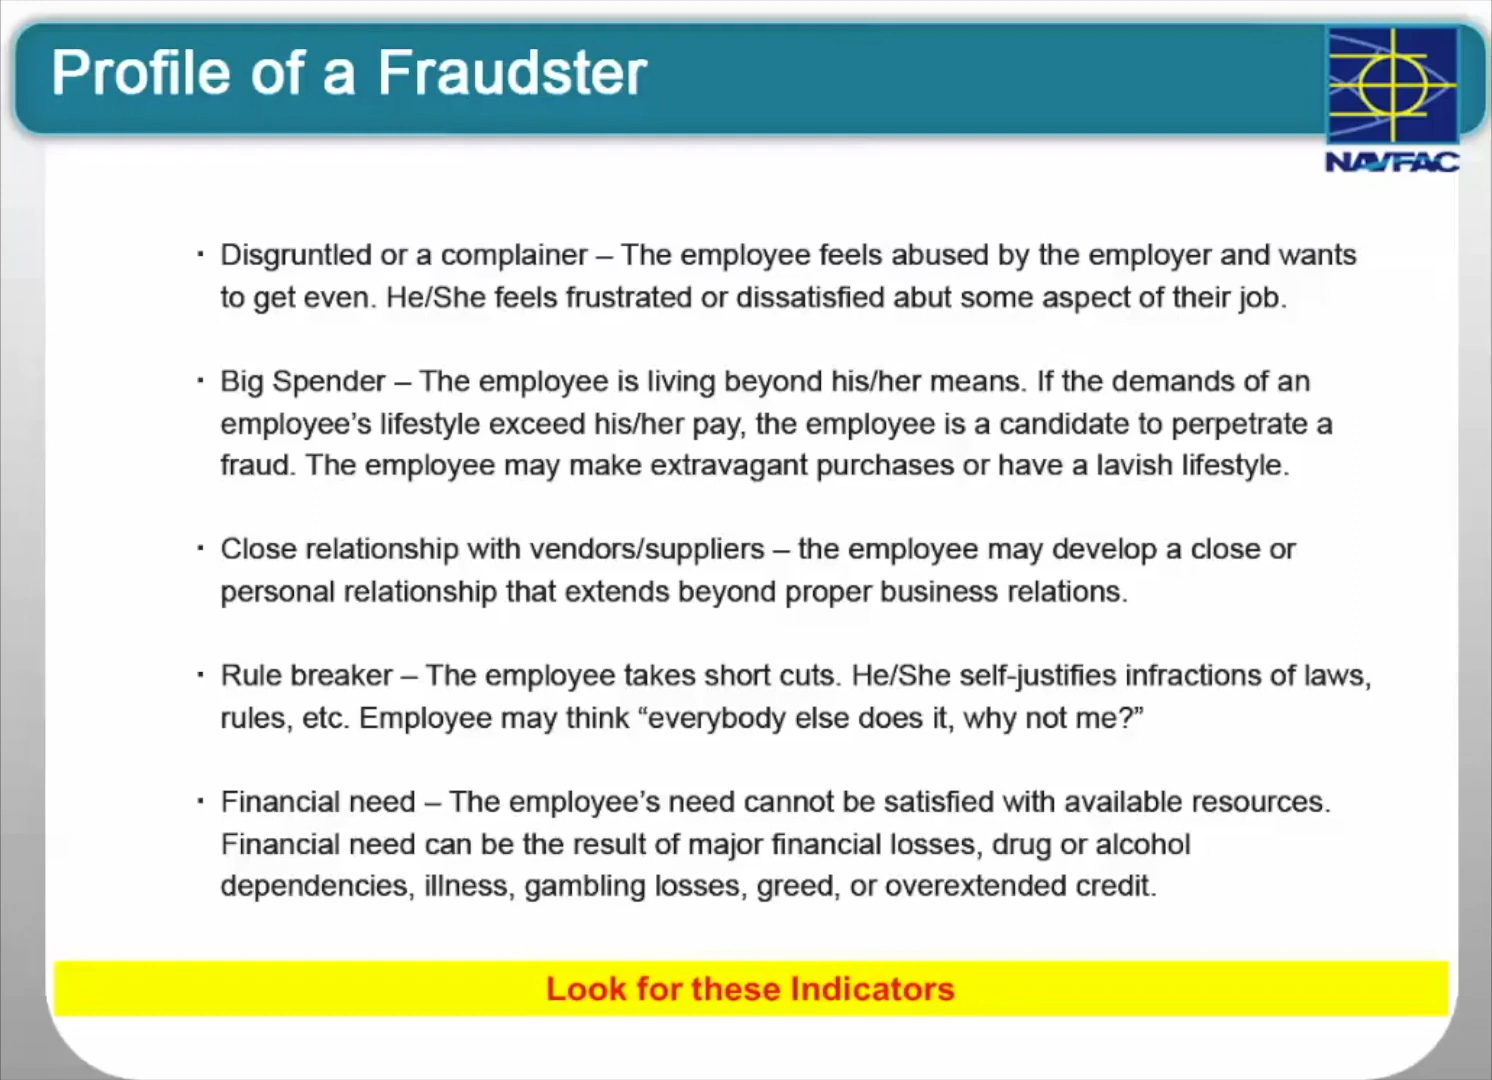 Profile of a Fraudster
NAVFAC
· Disgruntled or a complainer – The employee feels abused by the employer and wants
to get even. He/She feels frustrated or dissatisfied abut some aspect of their job.
· Big Spender – The employee is living beyond his/her means. If the demands of an
employee’s lifestyle exceed his/her pay, the employee is a candidate to perpetrate a
fraud. The employee may make extravagant purchases or have a lavish lifestyle.
· Close relationship with vendors/suppliers – the employee may develop a close or
personal relationship that extends beyond proper business relations.
· Rule breaker – The employee takes short cuts. He/She self-justifies infractions of laws,
rules, etc. Employee may think “everybody else does it, why not me?”
· Financial need – The employee’s need cannot be satisfied with available resources.
Financial need can be the result of major financial losses, drug or alcohol
dependencies, illness, gambling losses, greed, or overextended credit.
Look for these Indicators